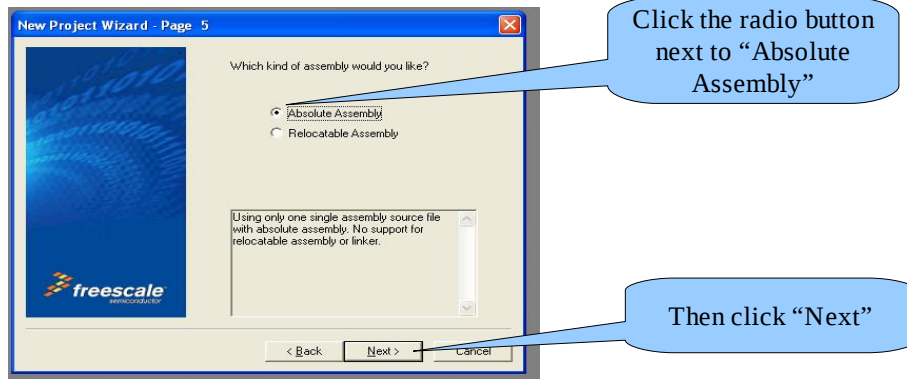 New Project Wizard - Page 5
Click the radio button
next to “Absolute
Assembly”
Which kind of assembly would you like?
Absolute Assembly
Relocatable Assembly
Using only one single assembly source file
with absolute assembly. No support for
relocatable assembly or linker.
freescale
semiconductor
Then click “Next”
< Back
Next >
Cancel